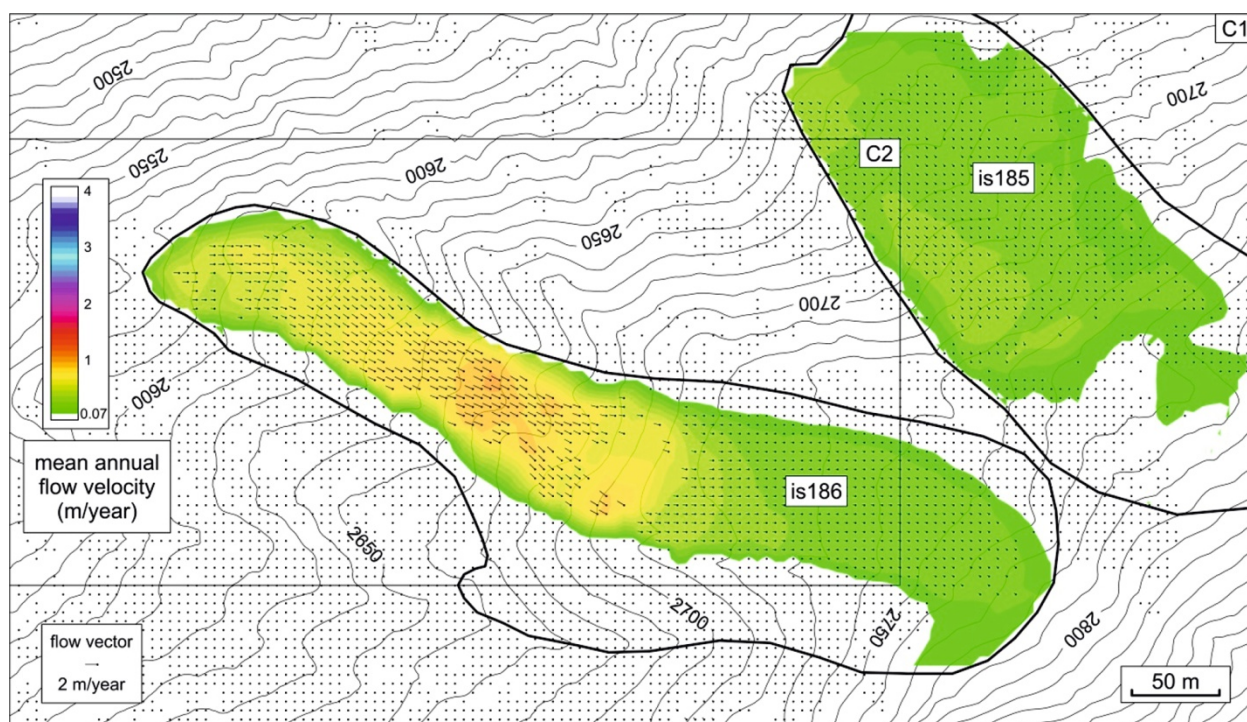 C1
2500
2700
2550
2600
C2
is185
4
3
2
1
0.07
2650
2700
2600
mean annual
flow velocity
(m/year)
is186
2650
2700
2750
2800
flow vector
2 m/year
50 m